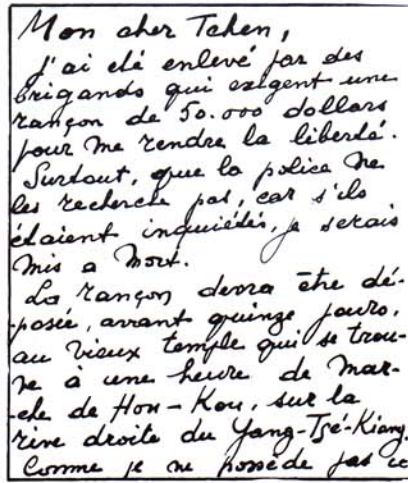 Mon cher Tchen,
J'ai été enlevé par des
brigands qui exigent une
rançon de 50.000 dollars
pour me rendre la liberté.
Surtout, que la police ne
les recherche pas, car s'ils
étaient inquiétés, je serais
mis a mort.
La rançon devra être dé-
-posée, avant quinze jours,
au vieux temple qui se trou-
ve à une heure de mar-
-che de Hou-Kou, sur la
rive droite du Yang-Tsé-Kiang.
Comme je ne possède pas ce